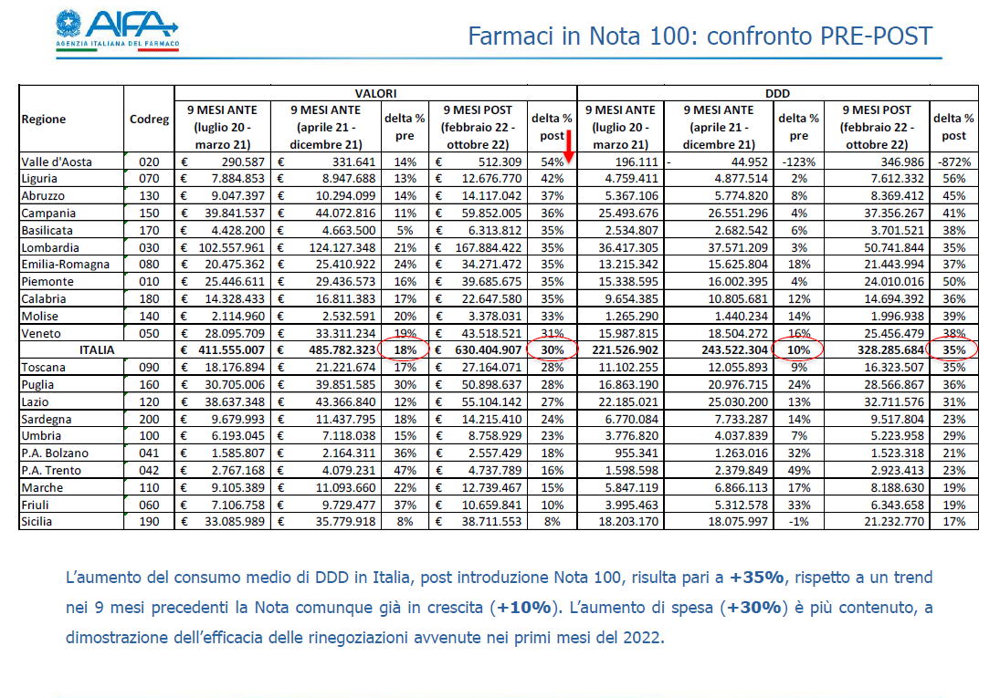 AIFA
AGENZIA ITALIANA DEL FARMACO
Farmaci in Nota 100: confronto PRE-POST
VALORI DDD
Regione Codreg 9 MESI ANTE (luglio 20 - marzo 21) 9 MESI ANTE (aprile 21 - dicembre 21) delta % pre 9 MESI POST (febbraio 22 - ottobre 22) delta % post 9 MESI ANTE (luglio 20 - marzo 21) 9 MESI ANTE (aprile 21 - dicembre 21) delta % pre 9 MESI POST (febbraio 22 - ottobre 22) delta % post
Valle d'Aosta 020 € 290.587 € 331.641 14% € 512.309 54% 196.111 - 44.952 -123% 346.986 -872%
Liguria 070 € 7.884.853 € 8.947.688 13% € 12.676.770 42% 4.759.411 4.877.514 2% 7.612.332 56%
Abruzzo 130 € 9.047.397 € 10.294.099 14% € 14.117.042 37% 5.367.106 5.774.820 8% 8.369.412 45%
Campania 150 € 39.841.537 € 44.072.816 11% € 59.852.005 36% 25.493.676 26.551.296 4% 37.356.267 41%
Basilicata 170 € 4.428.200 € 4.663.500 5% € 6.313.812 35% 2.534.807 2.682.542 6% 3.701.521 38%
Lombardia 030 € 102.557.961 € 124.127.348 21% € 167.884.422 35% 36.417.305 37.571.209 3% 50.741.844 35%
Emilia-Romagna 080 € 20.475.362 € 25.410.922 24% € 34.271.472 35% 13.215.342 15.625.804 18% 21.443.994 37%
Piemonte 010 € 25.446.611 € 29.436.573 16% € 39.685.675 35% 15.338.595 16.002.395 4% 24.010.016 50%
Calabria 180 € 14.328.433 € 16.811.383 17% € 22.647.580 35% 9.654.385 10.805.681 12% 14.694.392 36%
Molise 140 € 2.114.960 € 2.532.591 20% € 3.378.031 33% 1.265.290 1.440.234 14% 1.996.938 39%
Veneto 050 € 28.095.709 € 33.311.234 19% € 43.518.521 31% 15.987.815 18.504.272 16% 25.456.479 38%
ITALIA € 411.555.007 € 485.782.323 18% € 630.404.907 30% 221.526.902 243.522.304 10% 328.285.684 35%
Toscana 090 € 18.176.894 € 21.221.674 17% € 27.164.071 28% 11.102.255 12.055.893 9% 16.323.507 35%
Puglia 160 € 30.705.006 € 39.851.585 30% € 50.898.637 28% 16.863.190 20.976.715 24% 28.566.867 36%
Lazio 120 € 38.637.348 € 43.366.840 12% € 55.104.142 27% 22.185.021 25.030.200 13% 32.711.576 31%
Sardegna 200 € 9.679.993 € 11.437.795 18% € 14.215.410 24% 6.770.084 7.733.287 14% 9.517.804 23%
Umbria 100 € 6.193.045 € 7.118.038 15% € 8.758.929 23% 3.776.820 4.037.839 7% 5.223.958 29%
P.A. Bolzano 041 € 1.585.807 € 2.164.311 36% € 2.557.429 18% 955.341 1.263.016 32% 1.523.318 21%
P.A. Trento 042 € 2.767.168 € 4.079.231 47% € 4.737.789 16% 1.598.598 2.379.849 49% 2.923.413 23%
Marche 110 € 9.105.389 € 11.093.660 22% € 12.739.467 15% 5.847.119 6.866.113 17% 8.188.630 19%
Friuli 060 € 7.106.758 € 9.729.477 37% € 10.659.841 10% 3.995.463 5.312.578 33% 6.343.658 19%
Sicilia 190 € 33.085.989 € 35.779.918 8% € 38.711.553 8% 18.203.170 18.075.997 -1% 21.232.770 17%
L'aumento del consumo medio di DDD in Italia, post introduzione Nota 100, risulta pari a +35%, rispetto a un trend
nei 9 mesi precedenti la Nota comunque già in crescita (+10%). L'aumento di spesa (+30%) è più contenuto, a
dimostrazione dell'efficacia delle rinegoziazioni avvenute nei primi mesi del 2022.